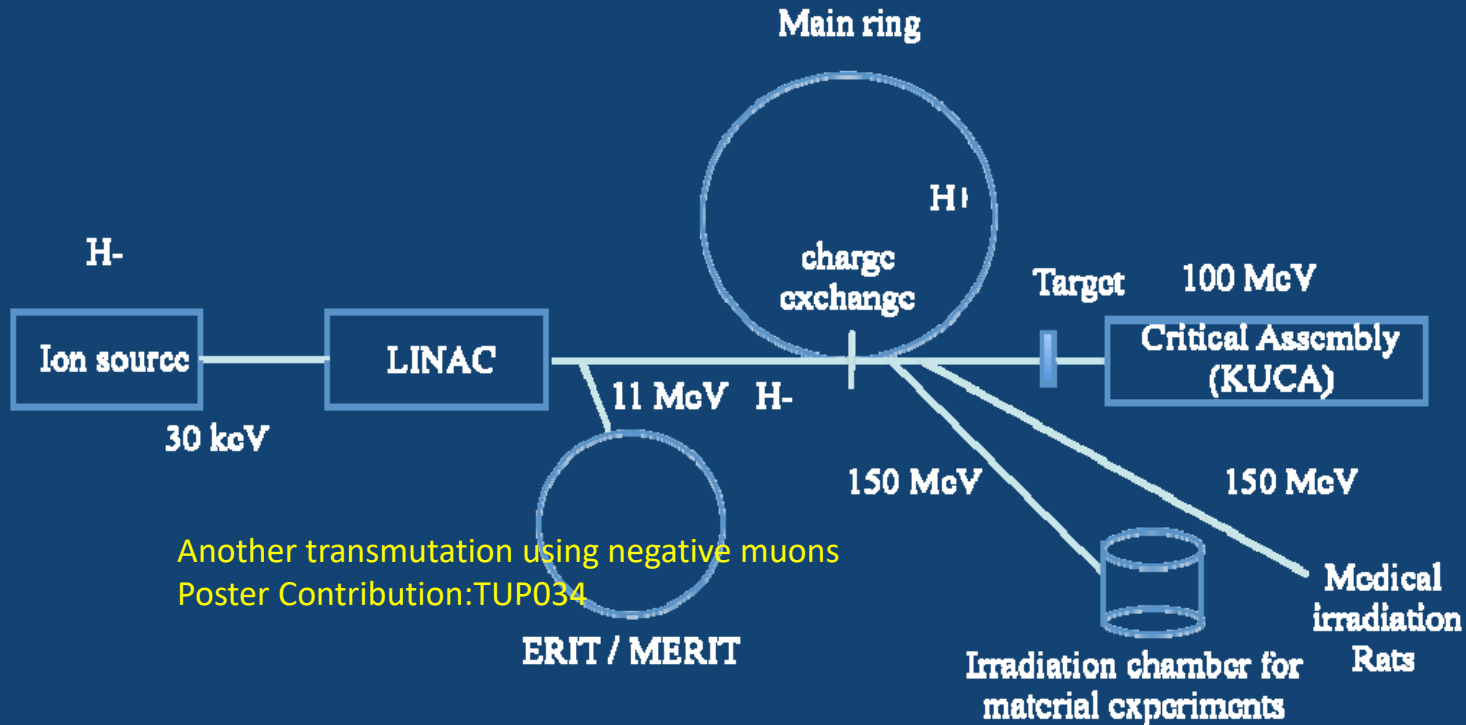 Main ring
H+
H-
charge
exchange
Target
100 MeV
Ion source
LINAC
Critical Assembly
(KUCA)
11 MeV H-
30 keV
150 MeV
150 MeV
Another transmutation using negative muons
Poster Contribution:TUP034
Medical
irradiation
Rats
ERIT / MERIT
Irradiation chamber for
material experiments